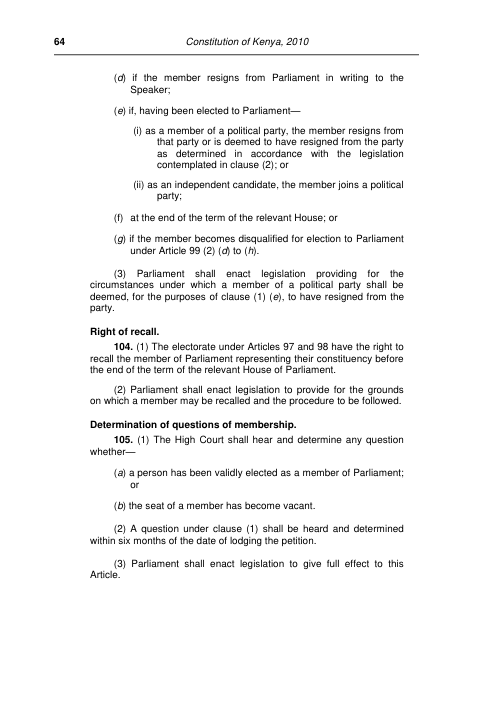 64
Constitution of Kenya, 2010
(d) if the member resigns from Parliament in writing to the
Speaker;
(e) if, having been elected to Parliament—
(i) as a member of a political party, the member resigns from
that party or is deemed to have resigned from the party
as determined in accordance with the legislation
contemplated in clause (2); or
(ii) as an independent candidate, the member joins a political
party;
(f) at the end of the term of the relevant House; or
(g) if the member becomes disqualified for election to Parliament
under Article 99 (2) (d) to (h).
(3) Parliament shall enact legislation providing for the
circumstances under which a member of a political party shall be
deemed, for the purposes of clause (1) (e), to have resigned from the
party.
Right of recall.
104. (1) The electorate under Articles 97 and 98 have the right to
recall the member of Parliament representing their constituency before
the end of the term of the relevant House of Parliament.
(2) Parliament shall enact legislation to provide for the grounds
on which a member may be recalled and the procedure to be followed.
Determination of questions of membership.
105. (1) The High Court shall hear and determine any question
whether—
(a) a person has been validly elected as a member of Parliament;
or
(b) the seat of a member has become vacant.
(2) A question under clause (1) shall be heard and determined
within six months of the date of lodging the petition.
(3) Parliament shall enact legislation to give full effect to this
Article.